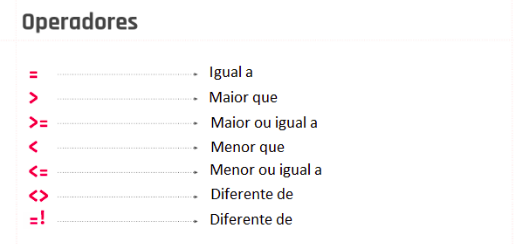 Operadores
= Igual a
> Maior que
>= Maior ou igual a
< Menor que
<= Menor ou igual a
<> Diferente de
=! Diferente de